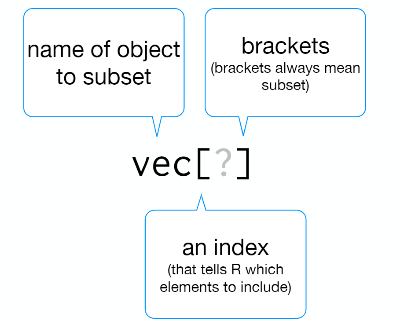 name of object
to subset
brackets
(brackets always mean
subset)
vec[?]
an index
(that tells R which
elements to include)